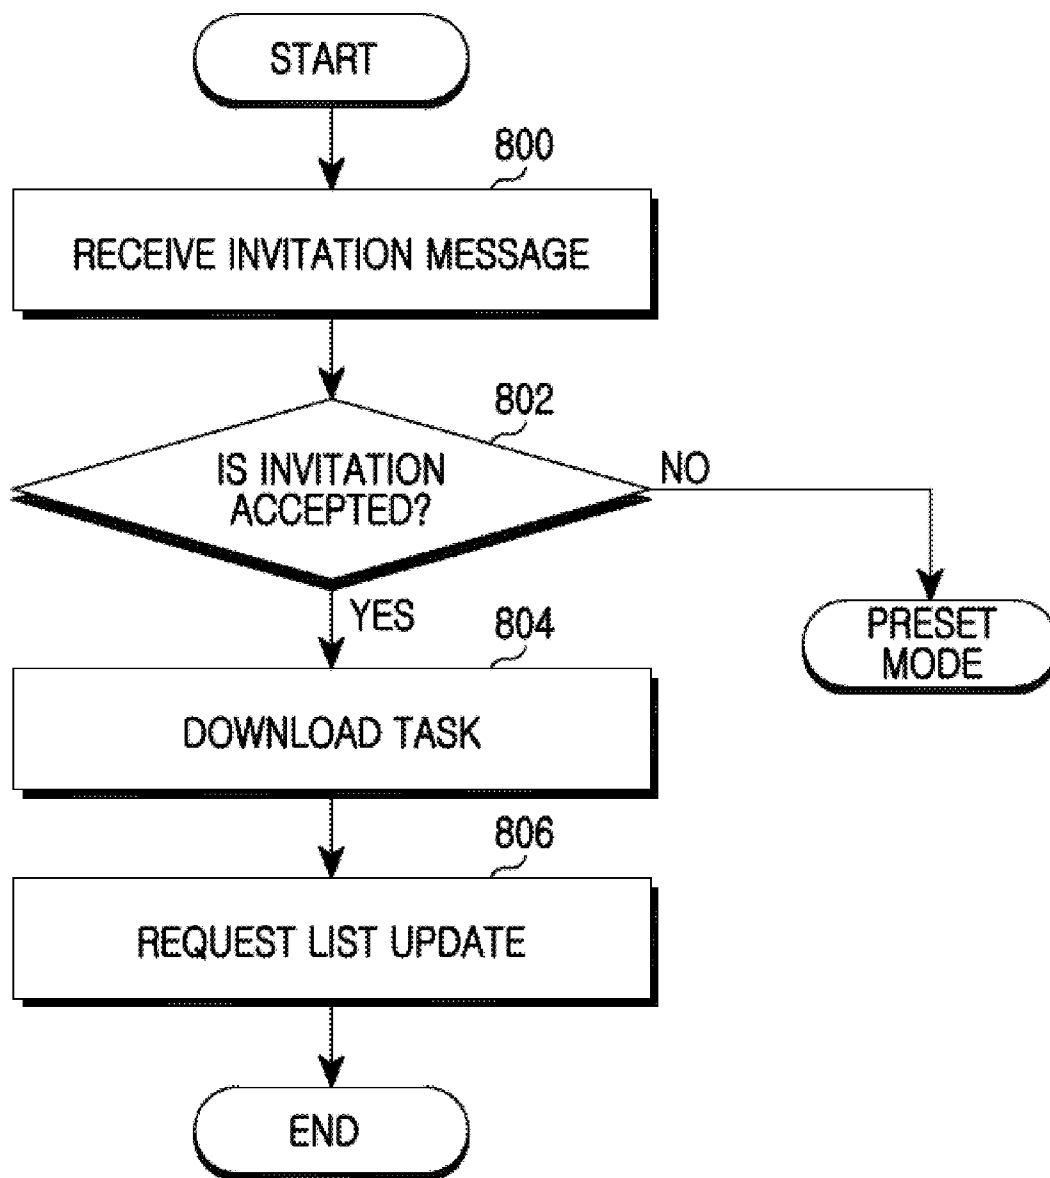 START
800
RECEIVE INVITATION MESSAGE
802
IS INVITATION
ACCEPTED?
NO
YES
PRESET
MODE
804
DOWNLOAD TASK
806
REQUEST LIST UPDATE
END